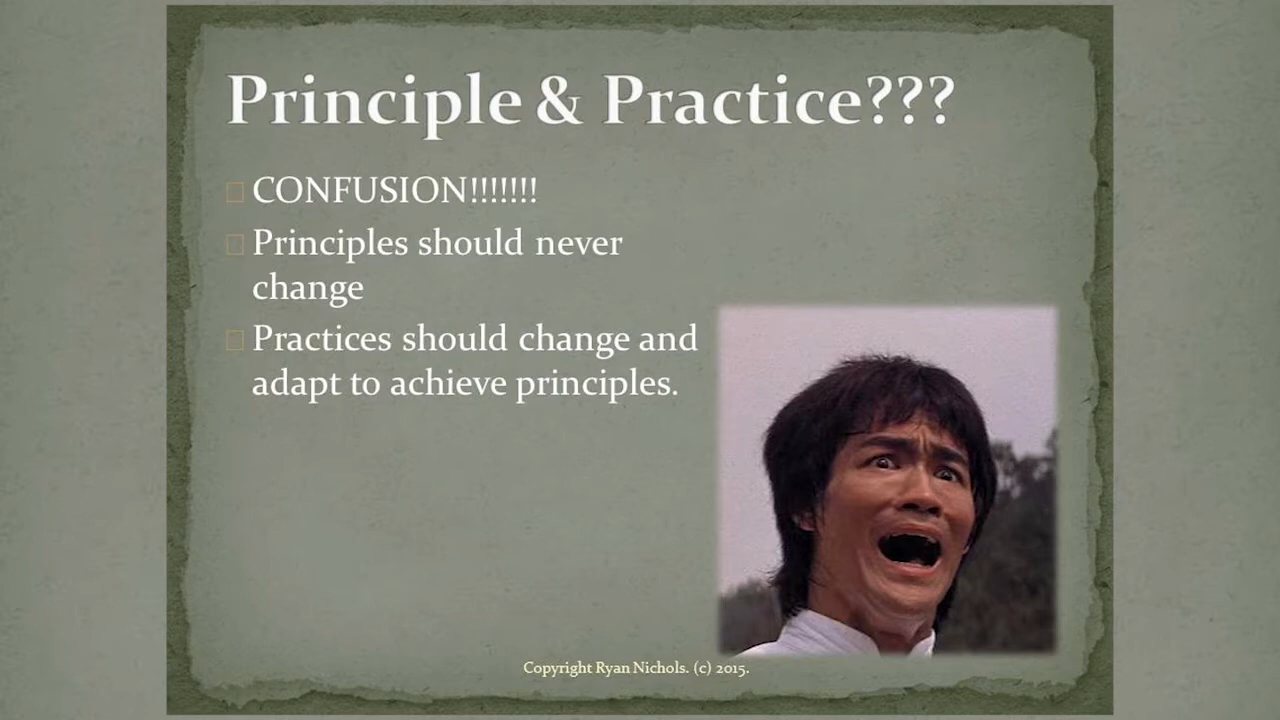 Principle & Practice???
CONFUSION!!!!!!!
Principles should never
change
Practices should change and
adapt to achieve principles.
Copyright Ryan Nichols. (c) 2015.